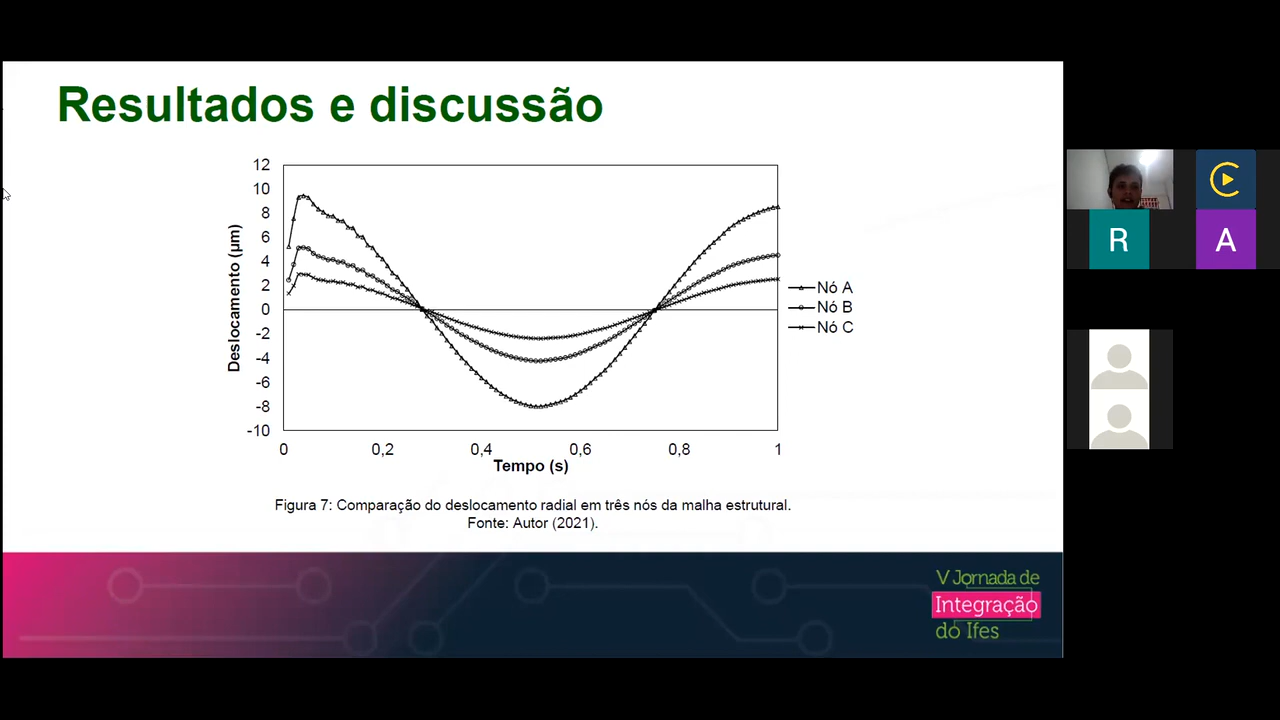 Resultados e discussão
12
10
8
6
4
2
0
-2
-4
-6
-8
-10
Deslocamento (µm)
0 0,2 0,4 0,6 0,8 1
Tempo (s)
Nó A
Nó B
Nó C
Figura 7: Comparação do deslocamento radial em três nós da malha estrutural.
Fonte: Autor (2021).
V Jornada de
Integração
do Ifes
C
R
A